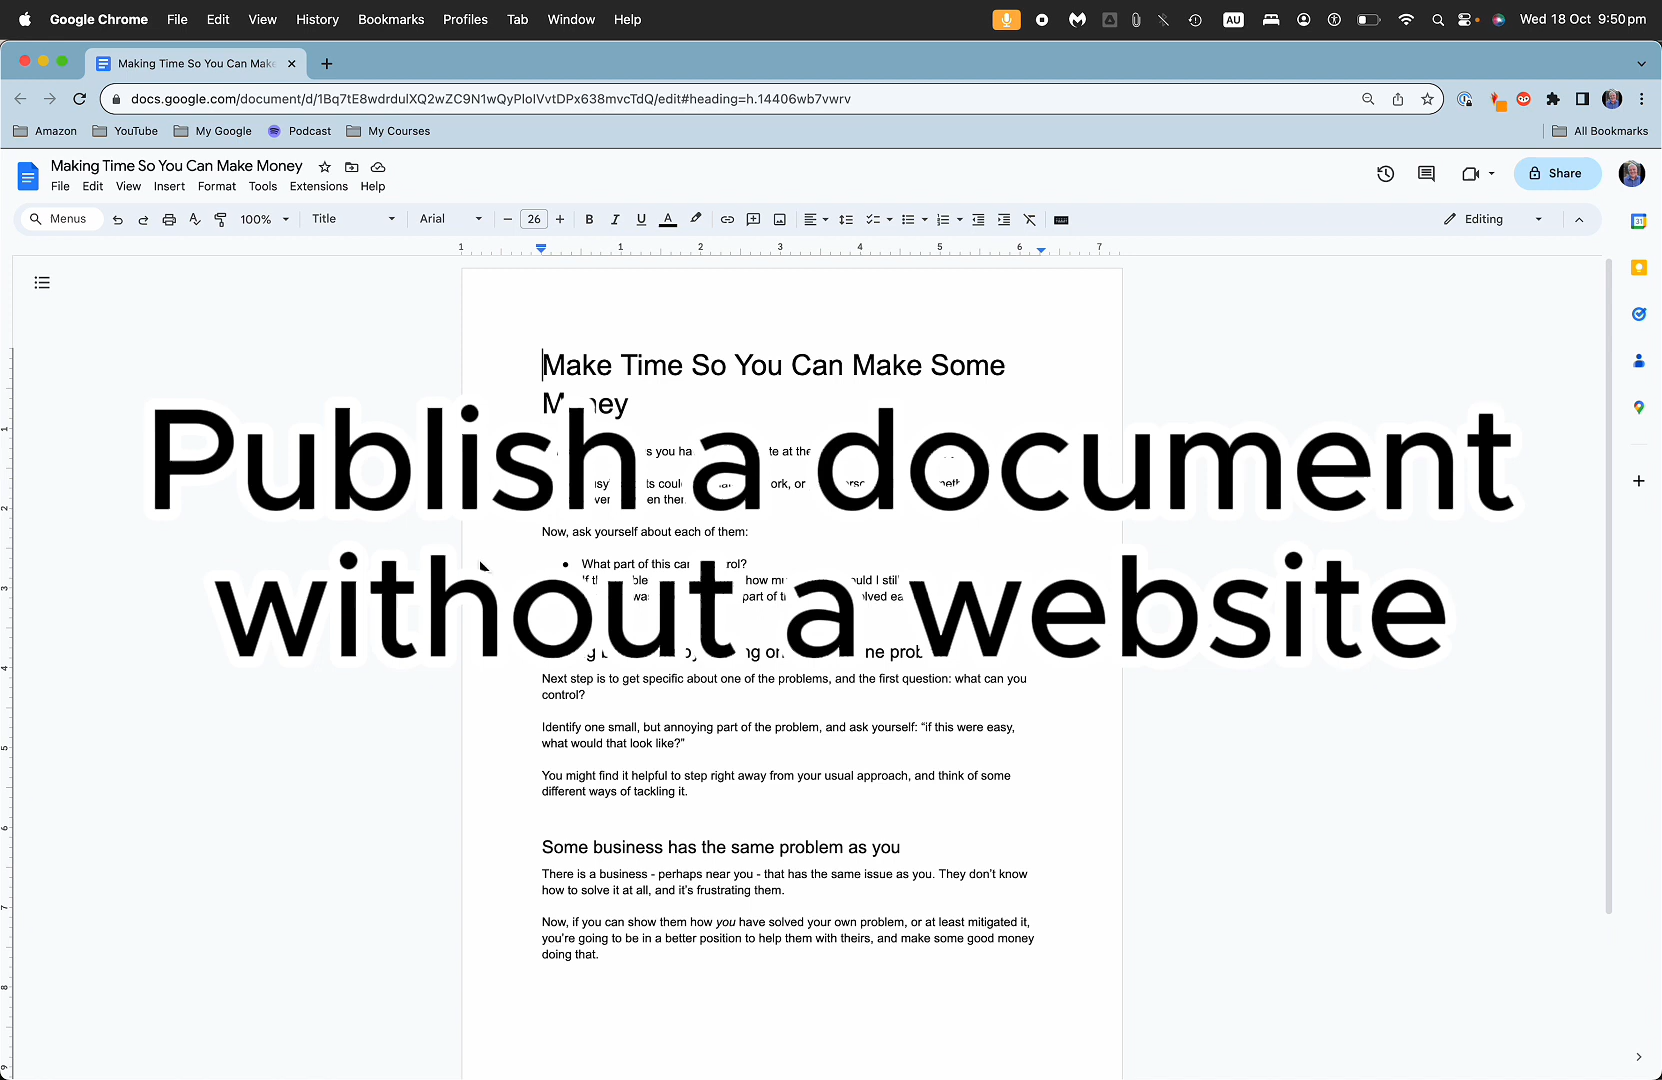 Google Chrome File Edit View History Bookmarks Profiles Tab Window Help AU Wed 18 Oct 9:50 pm
Making Time So You Can Make
docs.google.com/document/d/1Bq7tE8wdrdulXQ2wZC9N1wQyPloIVvtDPx638mvcTdQ/edit#heading=h.14406wb7vwrv
Amazon YouTube My Google Podcast My Courses All Bookmarks
Making Time So You Can Make Money
File Edit View Insert Format Tools Extensions Help
Share
Menus 100% Title Arial 26 B I U A Editing
1 1 2 3 4 5 6 7
Make Time So You Can Make Some
Publish a document
without a website
Now, ask yourself about each of them:
What part of this
Next step is to get specific about one of the problems, and the first question: what can you
control?
Identify one small, but annoying part of the problem, and ask yourself: “if this were easy,
what would that look like?”
You might find it helpful to step right away from your usual approach, and think of some
different ways of tackling it.
Some business has the same problem as you
There is a business - perhaps near you - that has the same issue as you. They don’t know
how to solve it at all, and it’s frustrating them.
Now, if you can show them how you have solved your own problem, or at least mitigated it,
you’re going to be in a better position to help them with theirs, and make some good money
doing that.